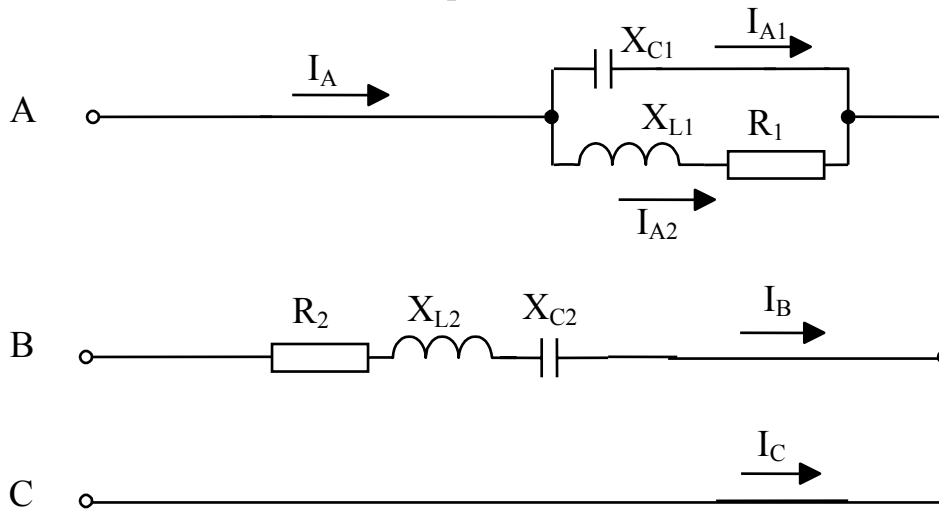 I_A1
X_C1
I_A
A
X_L1 R_1
I_A2
R_2 X_L2 X_C2 I_B
B
I_C
C